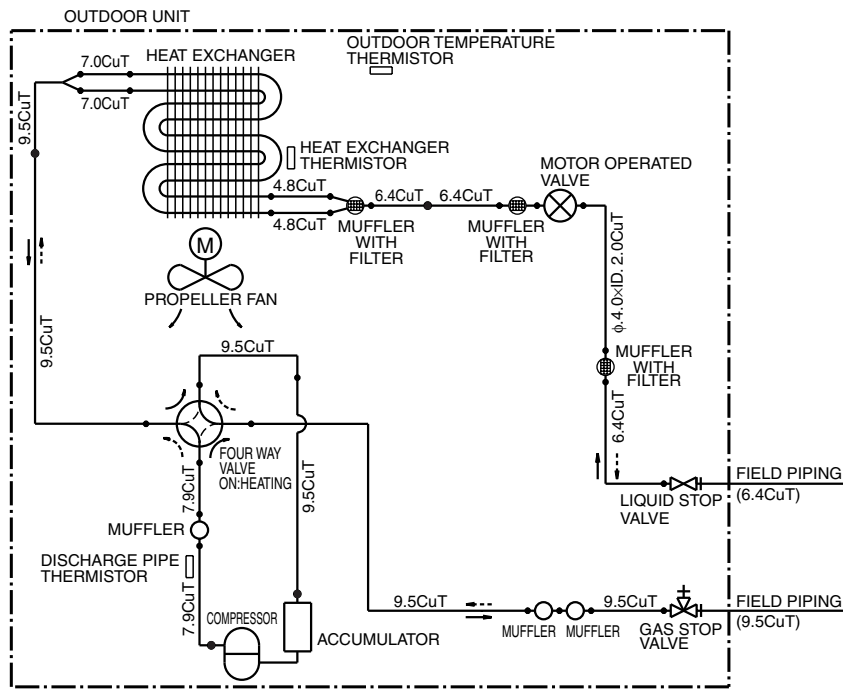 OUTDOOR UNIT
OUTDOOR TEMPERATURE
THERMISTOR
HEAT EXCHANGER
7.0CuT
7.0CuT
9.5CuT
HEAT EXCHANGER
THERMISTOR
MOTOR OPERATED
VALVE
4.8CuT
4.8CuT
6.4CuT
6.4CuT
MUFFLER
WITH
FILTER
MUFFLER
WITH
FILTER
M
PROPELLER FAN
ϕ.4.0×ID. 2.0CuT
9.5CuT
9.5CuT
MUFFLER
WITH
FILTER
6.4CuT
FOUR WAY
VALVE
ON:HEATING
7.9CuT
9.5CuT
FIELD PIPING
(6.4CuT)
LIQUID STOP
VALVE
MUFFLER
DISCHARGE PIPE
THERMISTOR
7.9CuT
COMPRESSOR
ACCUMULATOR
9.5CuT
9.5CuT
MUFFLER
MUFFLER
GAS STOP
VALVE
FIELD PIPING
(9.5CuT)